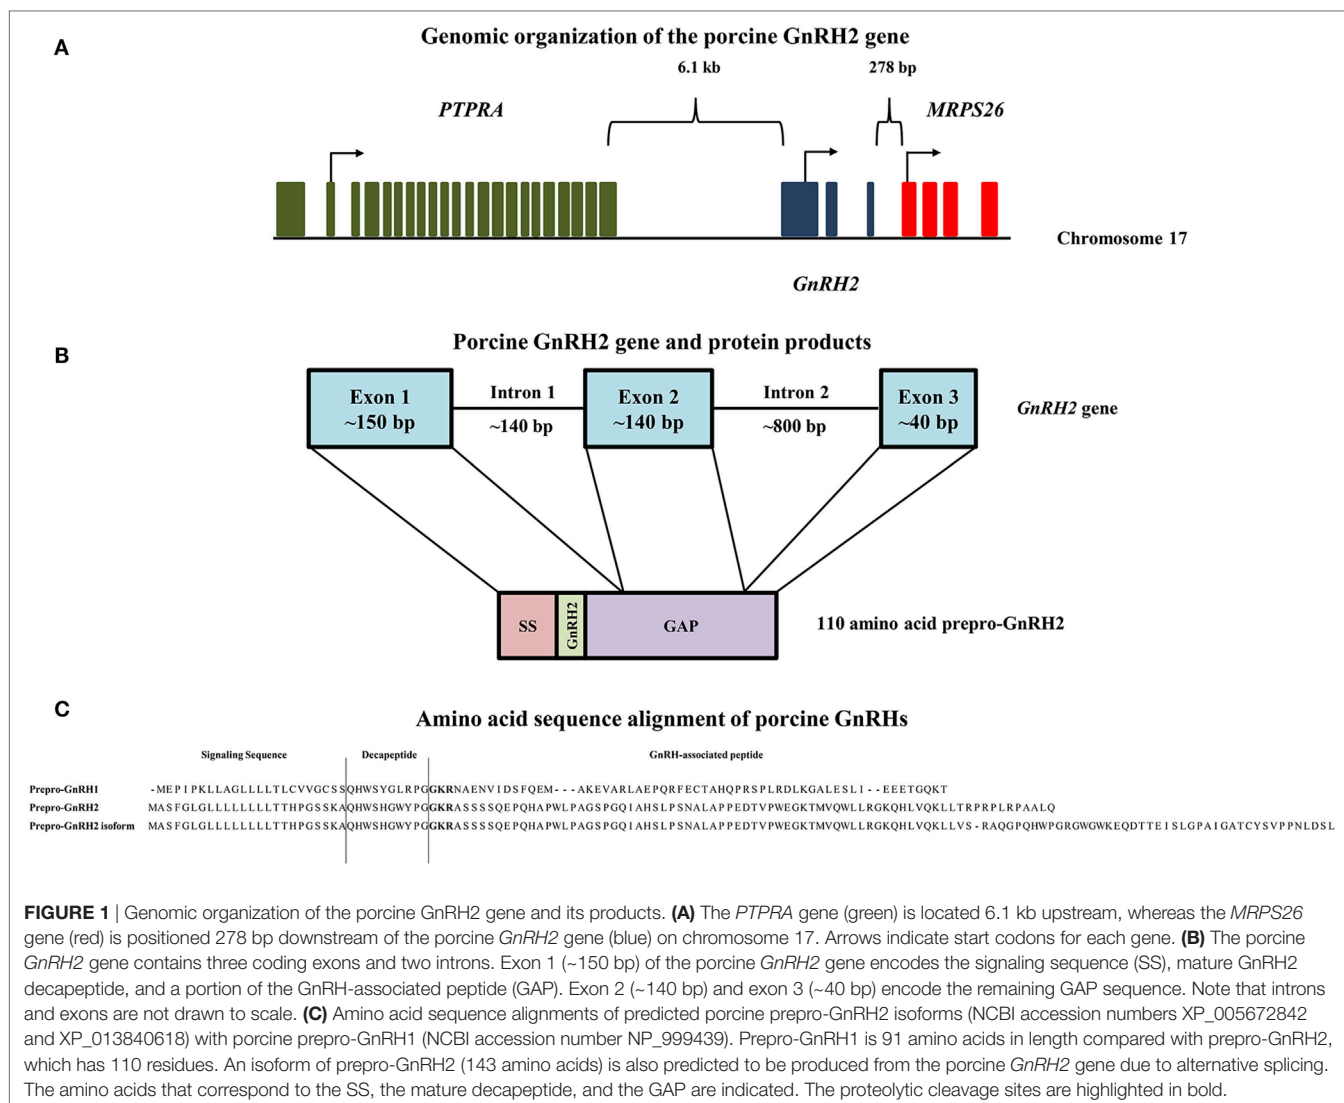 A
Genomic organization of the porcine GnRH2 gene
6.1 kb
278 bp
PTPRA
MRPS26
Chromosome 17
GnRH2
B
Porcine GnRH2 gene and protein products
Exon 1
~150 bp
Intron 1
~140 bp
Exon 2
~140 bp
Intron 2
~800 bp
Exon 3
~40 bp
GnRH2 gene
SS
GnRH2
GAP
110 amino acid prepro-GnRH2
C
Amino acid sequence alignment of porcine GnRHs
Signaling Sequence Decapeptide GnRH-associated peptide
Prepro-GnRH1 -MEPIPKLLAGLLLLTLCVVGCSSQHWSYGLRPGGKRNAENVIDSFQEM---AKEVARLAEPQRFECTAHQPRSPLRDLKGALESLI--EEETGQKT
Prepro-GnRH2 MASFGLGLLLLLLLLTTHPGSSKAQHWSHGWYPGGKRASSSSQEPQHAPWLPAGSPGQIAHSLPSNALAPPEDTVPWEGKTMVQWLLRGKQHLVQKLLTRPRPLRPAALQ
Prepro-GnRH2 isoform MASFGLGLLLLLLLLTTHPGSSKAQHWSHGWYPGGKRASSSSQEPQHAPWLPAGSPGQIAHSLPSNALAPPEDTVPWEGKTMVQWLLRGKQHLVQKLLVS-RAQGPQHWPGRGWGWKEQDTTEISLGPAIGATCYSVPPNLDSL
FIGURE 1 | Genomic organization of the porcine GnRH2 gene and its products. (A) The PTPRA gene (green) is located 6.1 kb upstream, whereas the MRPS26
gene (red) is positioned 278 bp downstream of the porcine GnRH2 gene (blue) on chromosome 17. Arrows indicate start codons for each gene. (B) The porcine
GnRH2 gene contains three coding exons and two introns. Exon 1 (~150 bp) of the porcine GnRH2 gene encodes the signaling sequence (SS), mature GnRH2
decapeptide, and a portion of the GnRH-associated peptide (GAP). Exon 2 (~140 bp) and exon 3 (~40 bp) encode the remaining GAP sequence. Note that introns
and exons are not drawn to scale. (C) Amino acid sequence alignments of predicted porcine prepro-GnRH2 isoforms (NCBI accession numbers XP_005672842
and XP_013840618) with porcine prepro-GnRH1 (NCBI accession number NP_999439). Prepro-GnRH1 is 91 amino acids in length compared with prepro-GnRH2,
which has 110 residues. An isoform of prepro-GnRH2 (143 amino acids) is also predicted to be produced from the porcine GnRH2 gene due to alternative splicing.
The amino acids that correspond to the SS, the mature decapeptide, and the GAP are indicated. The proteolytic cleavage sites are highlighted in bold.